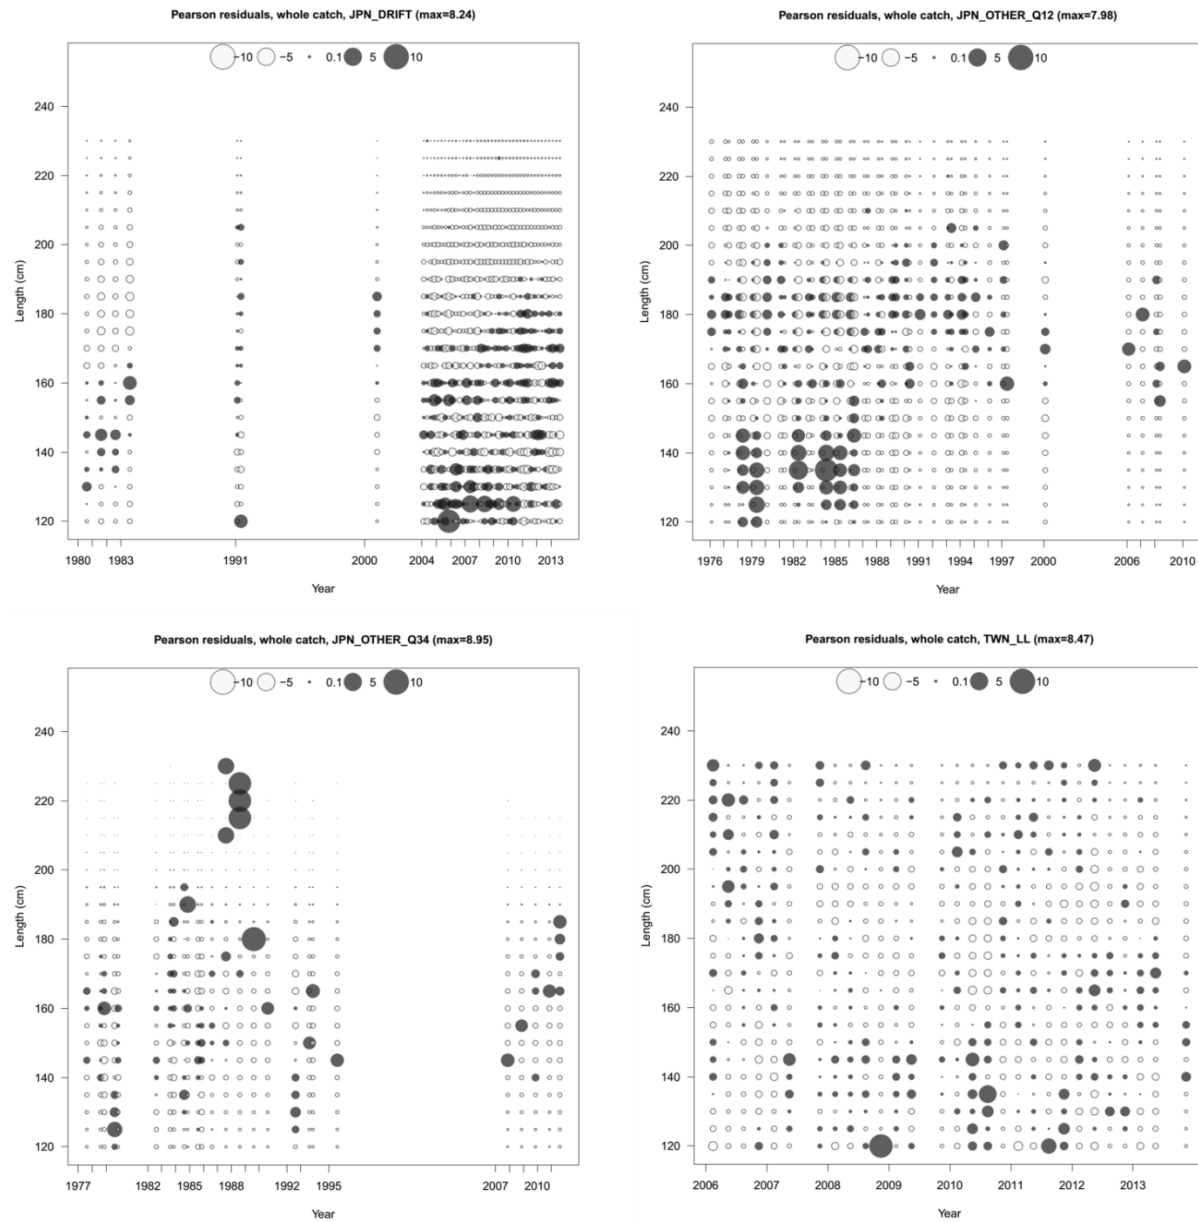 Pearson residuals, whole catch, JPN_DRIFT (max=8.24)
−10 −5 0.1 5 10
240
220
200
180
160
140
120
Length (cm)
1980 1983 1991 2000 2004 2007 2010 2013
Year
Pearson residuals, whole catch, JPN_OTHER_Q12 (max=7.98)
−10 −5 0.1 5 10
240
220
200
180
160
140
120
Length (cm)
1976 1979 1982 1985 1988 1991 1994 1997 2000 2006 2010
Year
Pearson residuals, whole catch, JPN_OTHER_Q34 (max=8.95)
−10 −5 0.1 5 10
240
220
200
180
160
140
120
Length (cm)
1977 1982 1985 1988 1992 1995 2007 2010
Year
Pearson residuals, whole catch, TWN_LL (max=8.47)
−10 −5 0.1 5 10
240
220
200
180
160
140
120
Length (cm)
2006 2007 2008 2009 2010 2011 2012 2013
Year